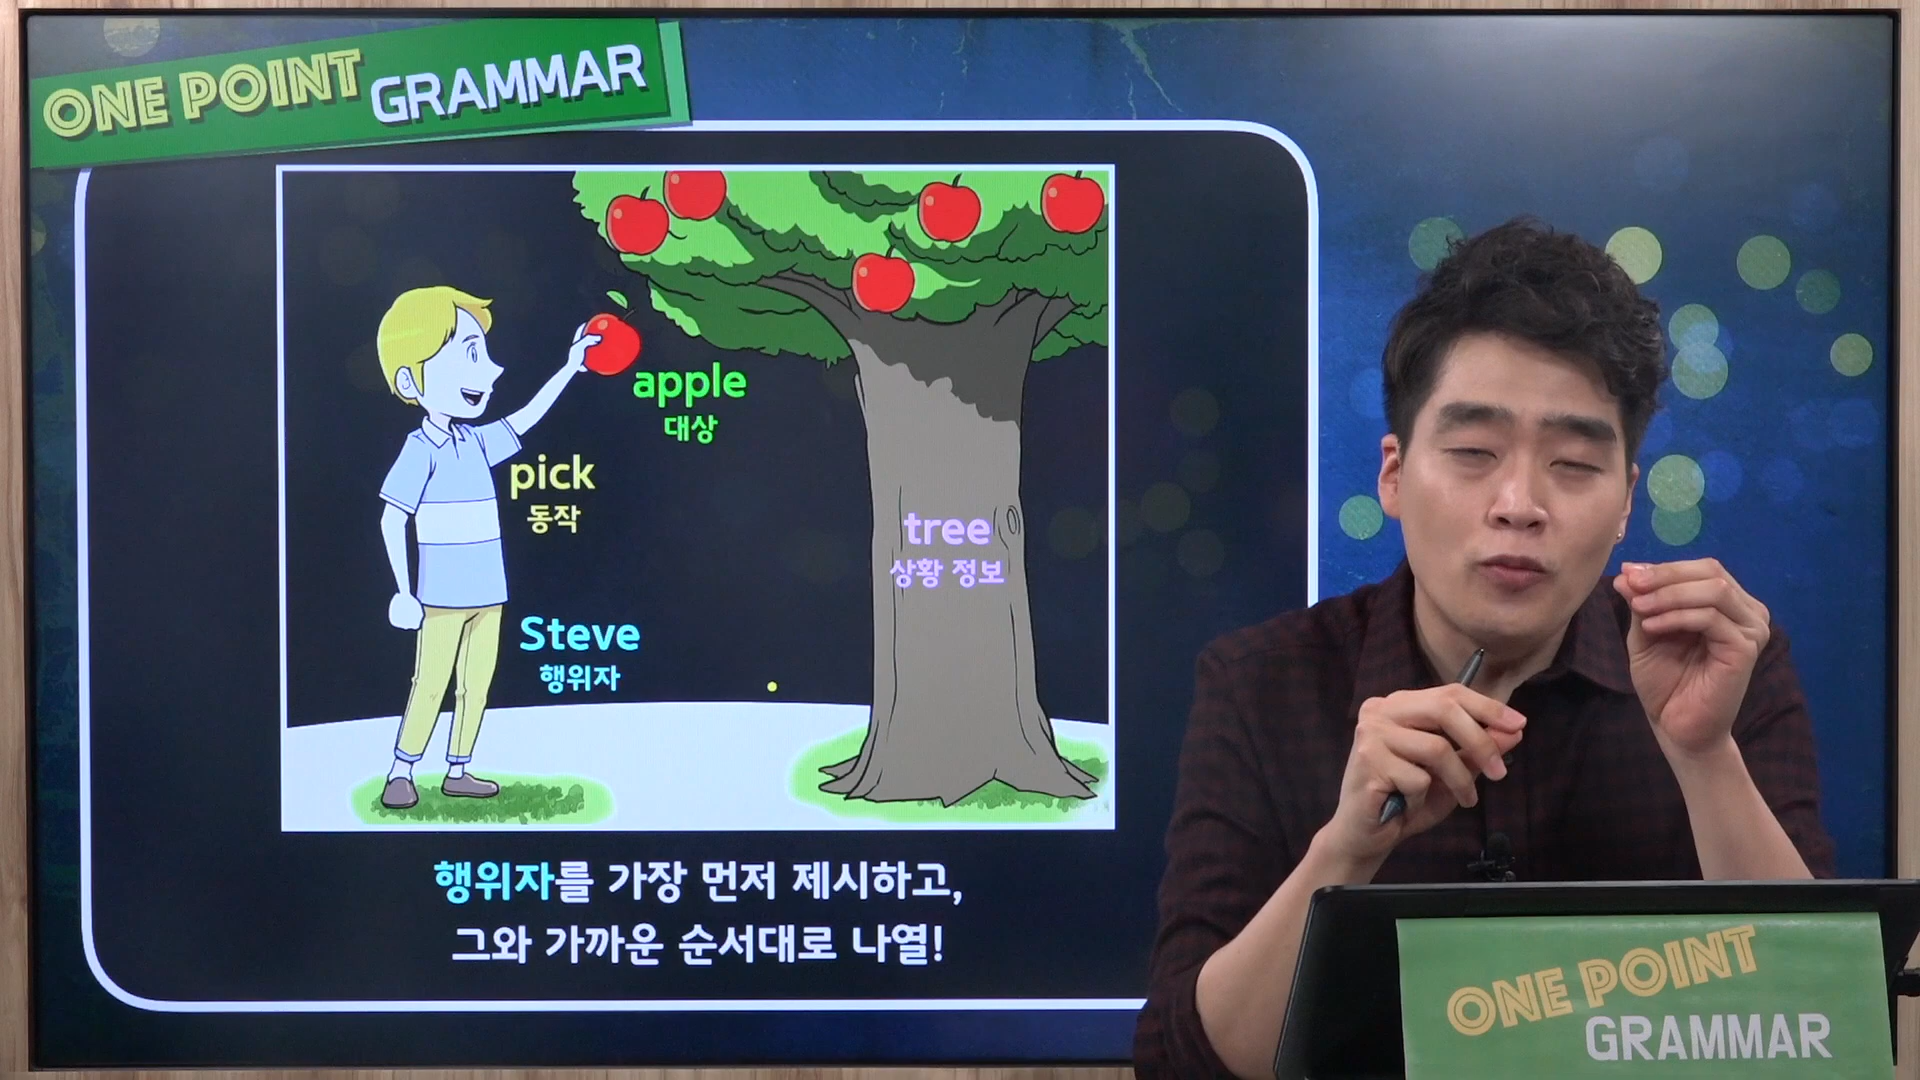 ONE POINT GRAMMAR
apple
대상
pick
동작
tree
상황 정보
Steve
행위자
행위자를 가장 먼저 제시하고,
그와 가까운 순서대로 나열!
ONE POINT
GRAMMAR